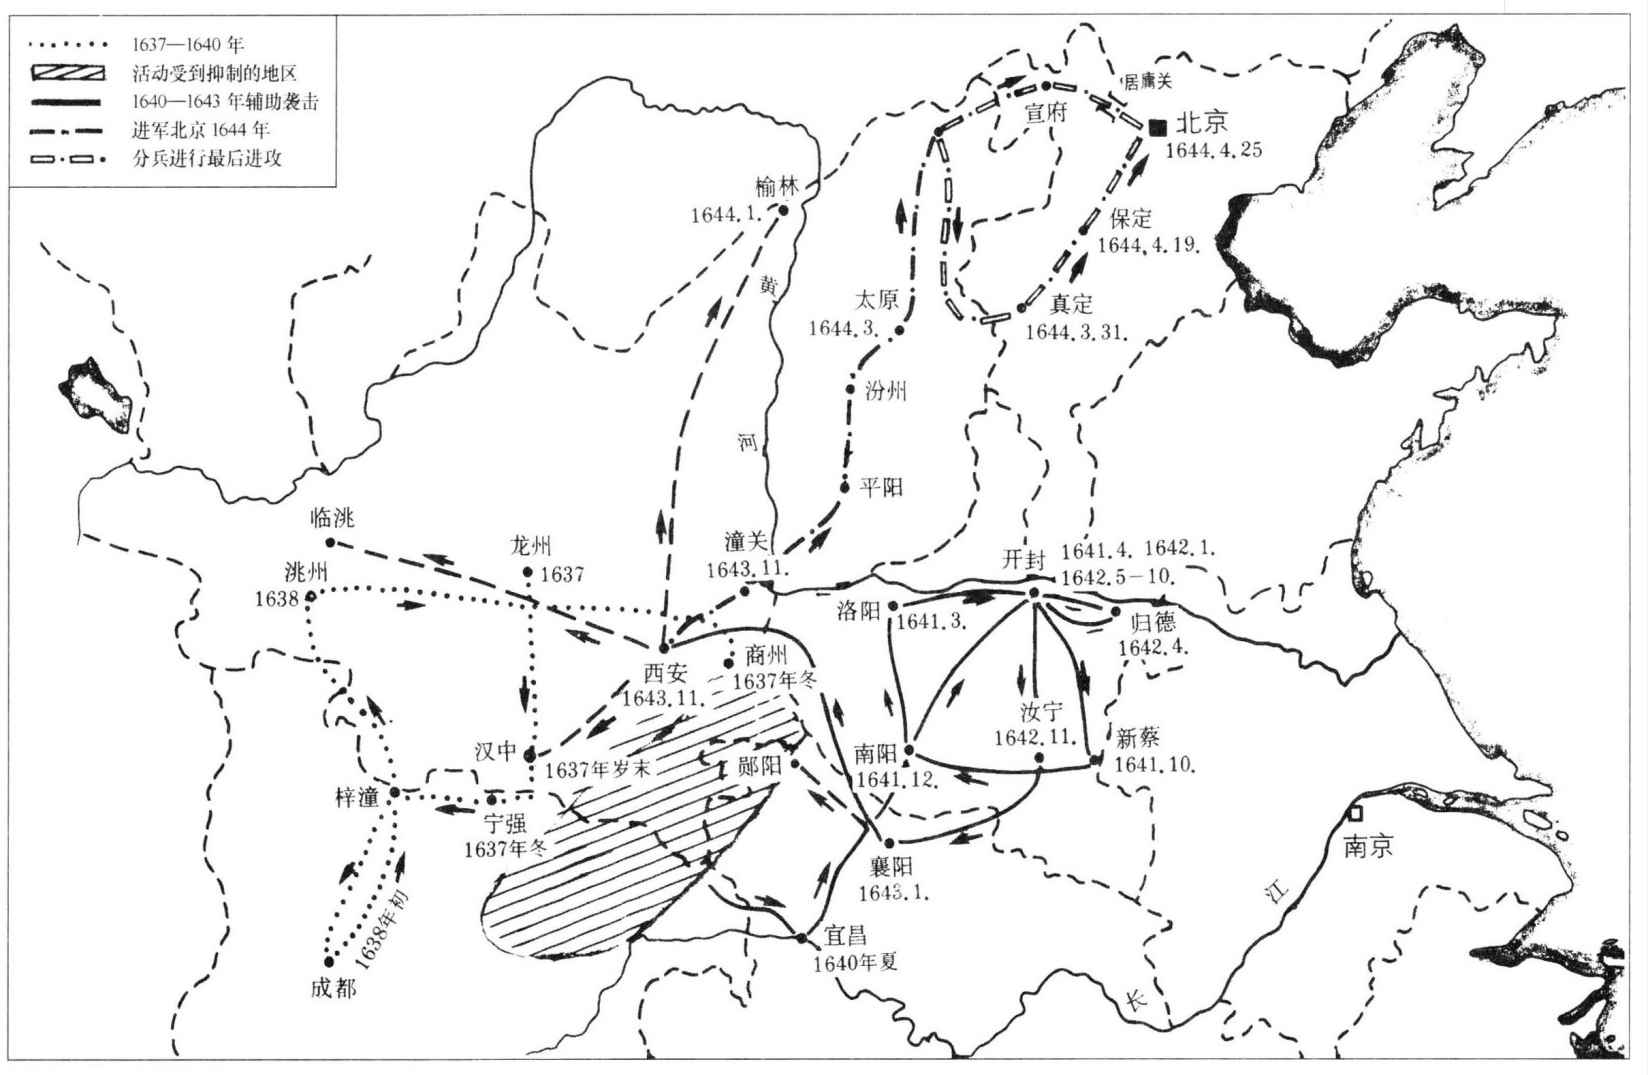 1637—1640 年
活动受到抑制的地区
1640—1643 年辅助袭击
进军北京 1644 年
分兵进行最后进攻
居庸关
宣府
北京
1644.4.25
榆林
1644.1.
保定
1644.4.19.
黄
太原
1644.3.
真定
1644.3.31.
汾州
河
平阳
临洮
龙州
1637
潼关
1643.11.
开封
1641.4. 1642.1.
1642.5-10.
洮州
1638
洛阳
1641.3.
归德
1642.4.
西安
1643.11.
商州
1637年冬
汝宁
1642.11.
新蔡
1641.10.
汉中
1637年岁末
郧阳
南阳
1641.12.
梓潼
宁强
1637年冬
南京
襄阳
1643.1.
江
1638年初
宜昌
1640年夏
成都
长